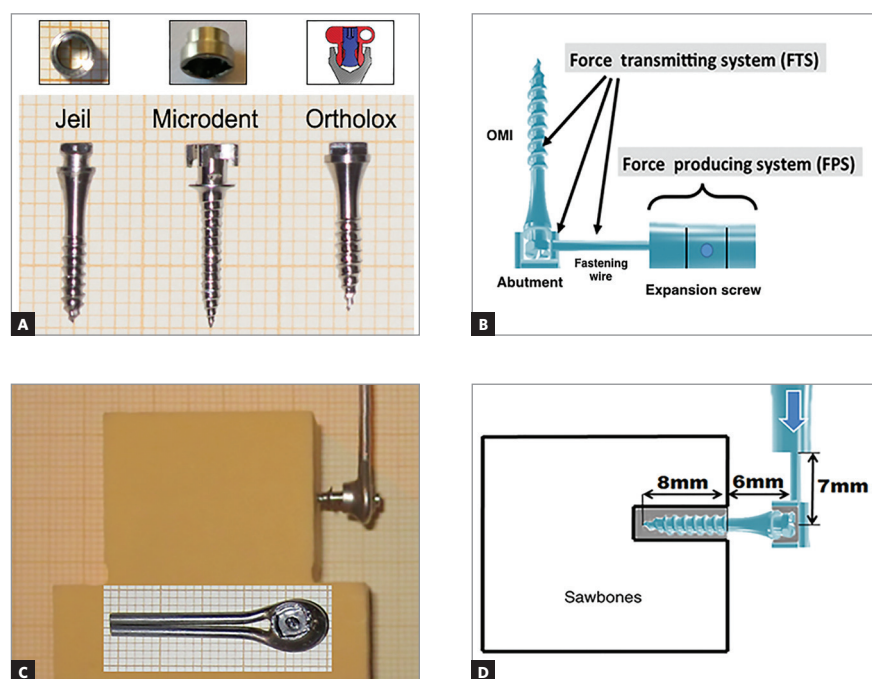 Jeil
Microdent
Ortholox
A
Force transmitting system (FTS)
OMI
Force producing system (FPS)
Fastening
wire
Abutment
Expansion screw
B
C
8mm
6mm
7mm
Sawbones
D